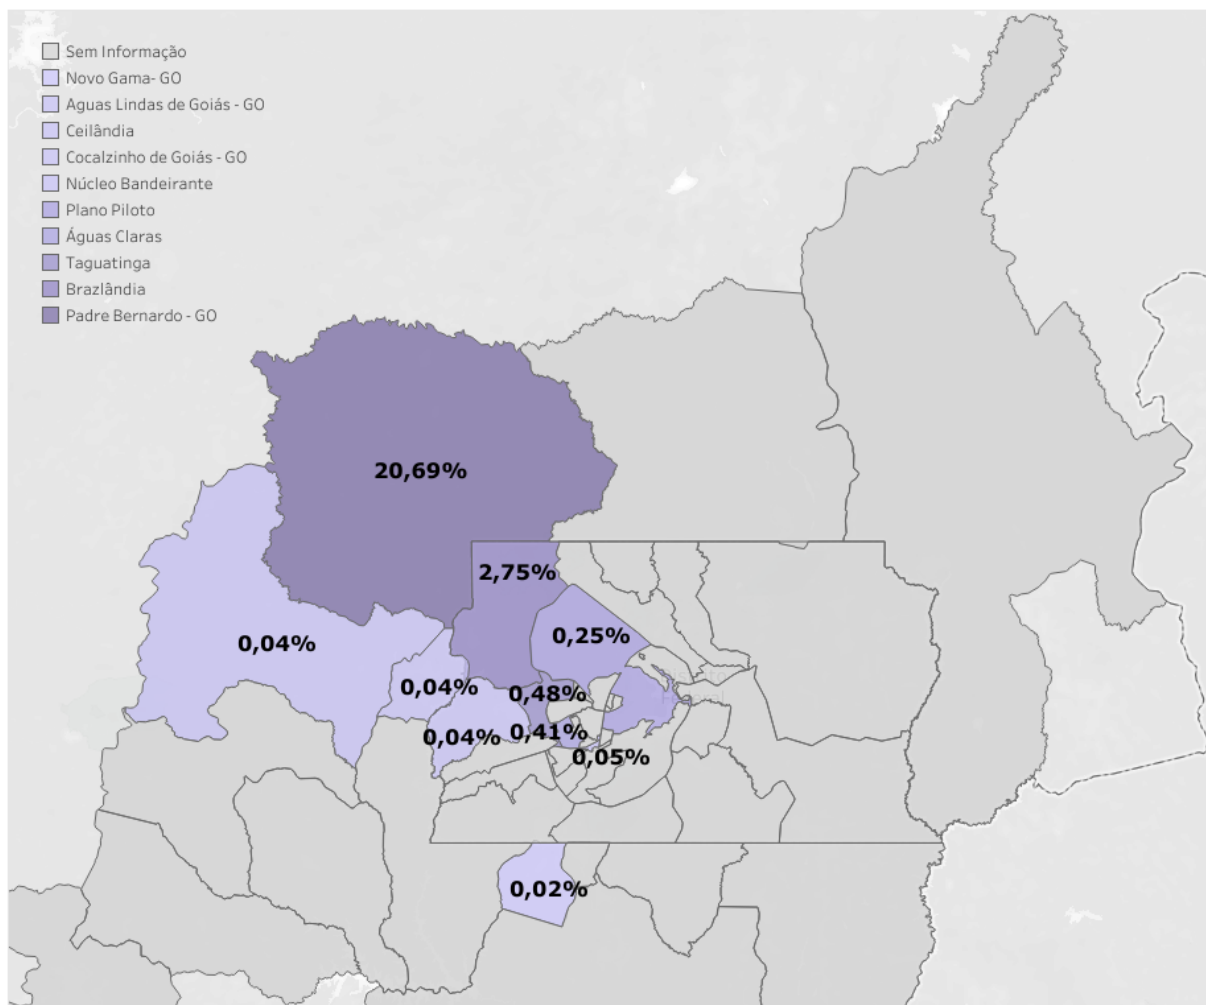 Sem Informação
Novo Gama- GO
Aguas Lindas de Goiás - GO
Ceilândia
Cocalzinho de Goiás - GO
Núcleo Bandeirante
Plano Piloto
Águas Claras
Taguatinga
Brazlândia
Padre Bernardo - GO
20,69%
2,75%
0,25%
0,04%
0,04%
0,48%
Federal
0,04%
0,41%
0,05%
0,02%